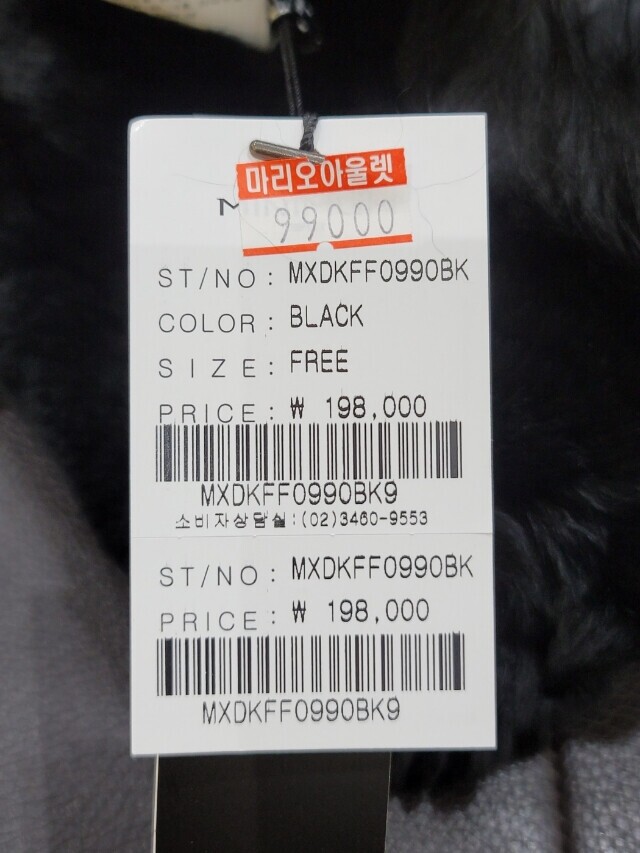 마리오아울렛
99000
ST/NO: MXDKFF0990BK
COLOR: BLACK
SIZE: FREE
PRICE: ₩ 198,000
MXDKFF0990BK9
소비자상담실:(02)3460-9553
ST/NO: MXDKFF0990BK
PRICE: ₩ 198,000
MXDKFF0990BK9